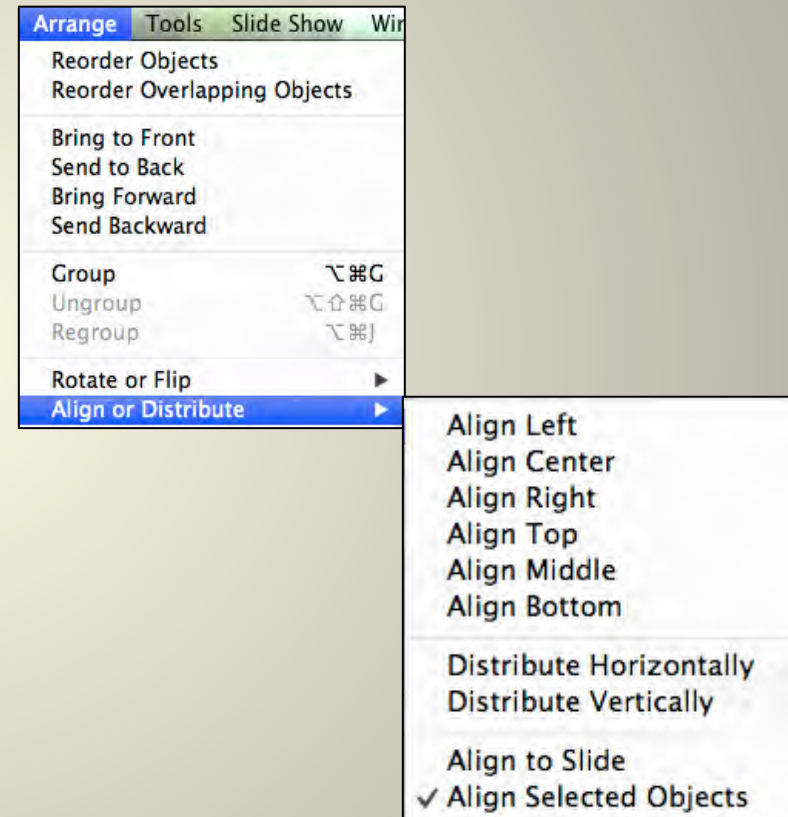 Arrange Tools Slide Show
Reorder Objects
Reorder Overlapping Objects
Bring to Front
Send to Back
Bring Forward
Send Backward
Group ⌥⌘G
Ungroup ⌥⇧⌘G
Regroup ⌥⌘J
Rotate or Flip ▶
Align or Distribute ▶
Align Left
Align Center
Align Right
Align Top
Align Middle
Align Bottom
Distribute Horizontally
Distribute Vertically
Align to Slide
✓ Align Selected Objects